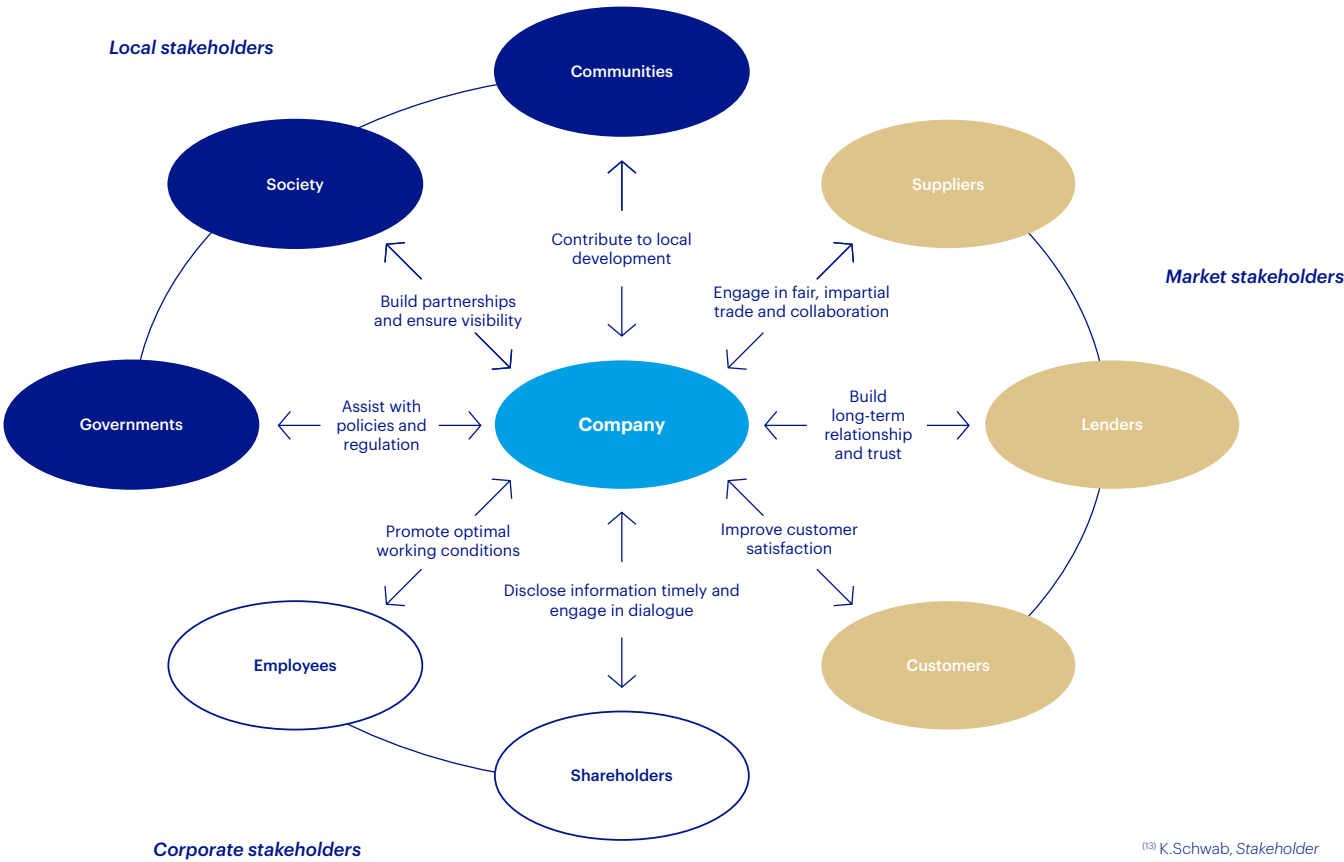 Local stakeholders
Communities
Society
Suppliers
Contribute to local
development
Market stakeholders
Build partnerships
and ensure visibility
Engage in fair, impartial
trade and collaboration
Governments
Assist with
policies and
regulation
Company
Build
long-term
relationship
and trust
Lenders
Promote optimal
working conditions
Improve customer
satisfaction
Disclose information timely and
engage in dialogue
Employees
Customers
Shareholders
Corporate stakeholders
(13) K.Schwab, Stakeholder